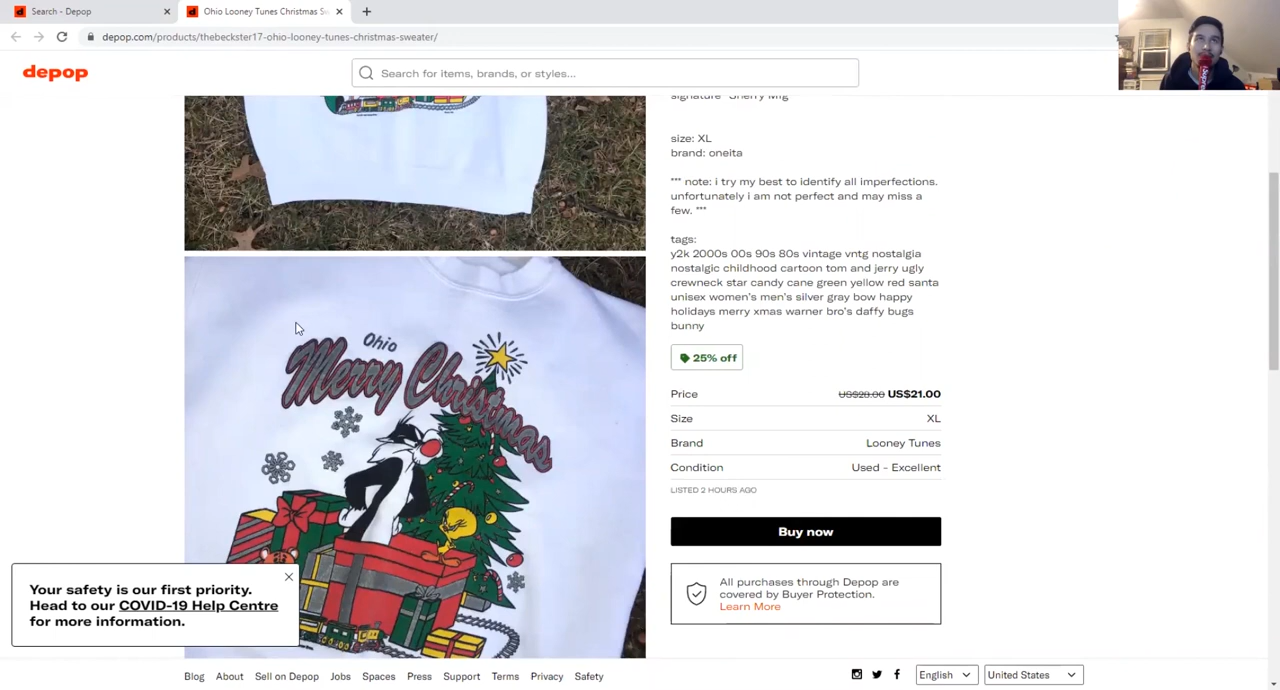 Search - Depop
Ohio Looney Tunes Christmas Sw
depop.com/products/thebeckster17-ohio-looney-tunes-christmas-sweater/
depop
Search for items, brands, or styles...
size: XL
brand: oneita
*** note: i try my best to identify all imperfections.
unfortunately i am not perfect and may miss a
few. ***
tags:
y2k 2000s 00s 90s 80s vintage vntg nostalgia
nostalgic childhood cartoon tom and jerry ugly
crewneck star candy cane green yellow red santa
unisex women's men's silver gray bow happy
holidays merry xmas warner bro's daffy bugs
bunny
25% off
Price US$28.00 US$21.00
Size XL
Brand Looney Tunes
Condition Used - Excellent
LISTED 2 HOURS AGO
Buy now
All purchases through Depop are
covered by Buyer Protection.
Learn More
Ohio
Merry Christmas
Your safety is our first priority.
Head to our COVID-19 Help Centre
for more information.
Blog About Sell on Depop Jobs Spaces Press Support Terms Privacy Safety
English
United States